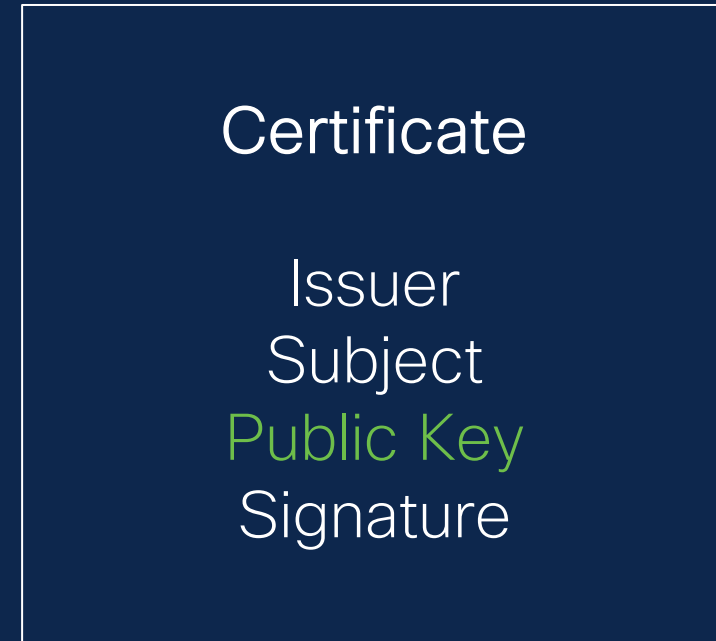 Certificate
Issuer
Subject
Public Key
Signature